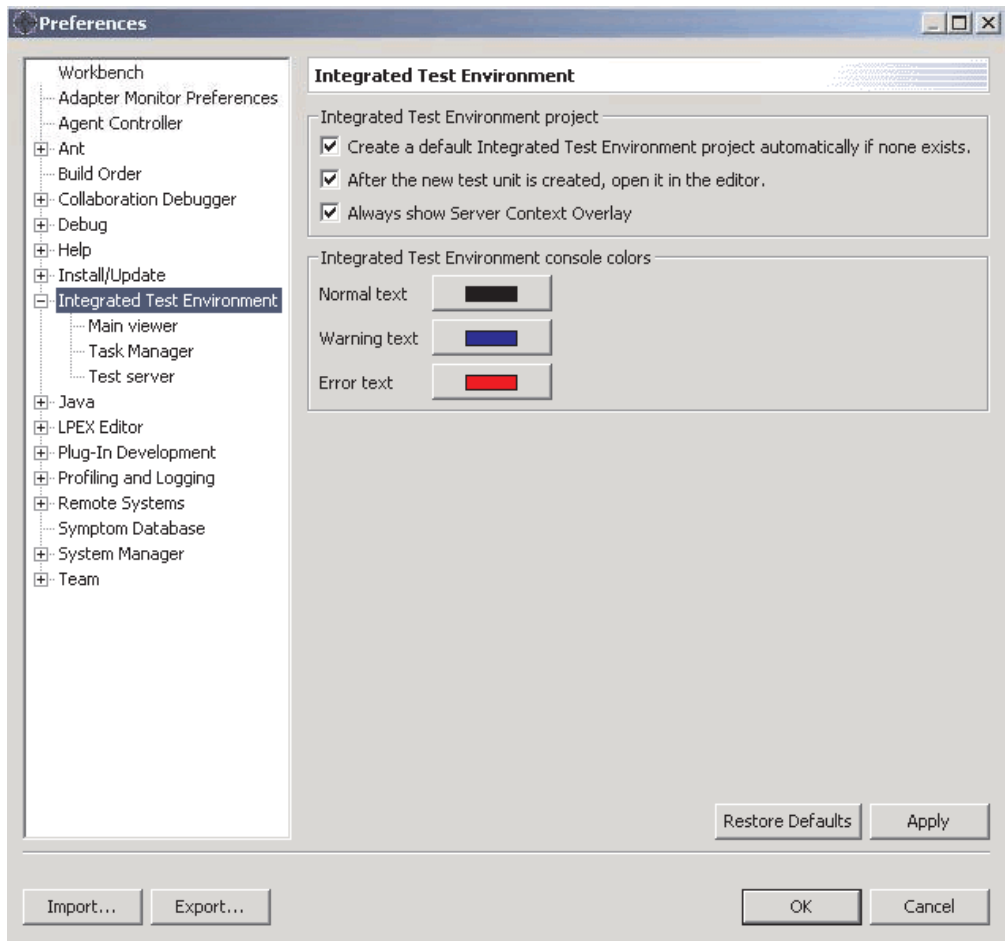 Preferences
Workbench
Adapter Monitor Preferences
Agent Controller
Ant
Build Order
Collaboration Debugger
Debug
Help
Install/Update
Integrated Test Environment
Main viewer
Task Manager
Test server
Java
LPEX Editor
Plug-In Development
Profiling and Logging
Remote Systems
Symptom Database
System Manager
Team
Integrated Test Environment
Integrated Test Environment project
Create a default Integrated Test Environment project automatically if none exists.
After the new test unit is created, open it in the editor.
Always show Server Context Overlay
Integrated Test Environment console colors
Normal text
Warning text
Error text
Restore Defaults
Apply
Import...
Export...
OK
Cancel